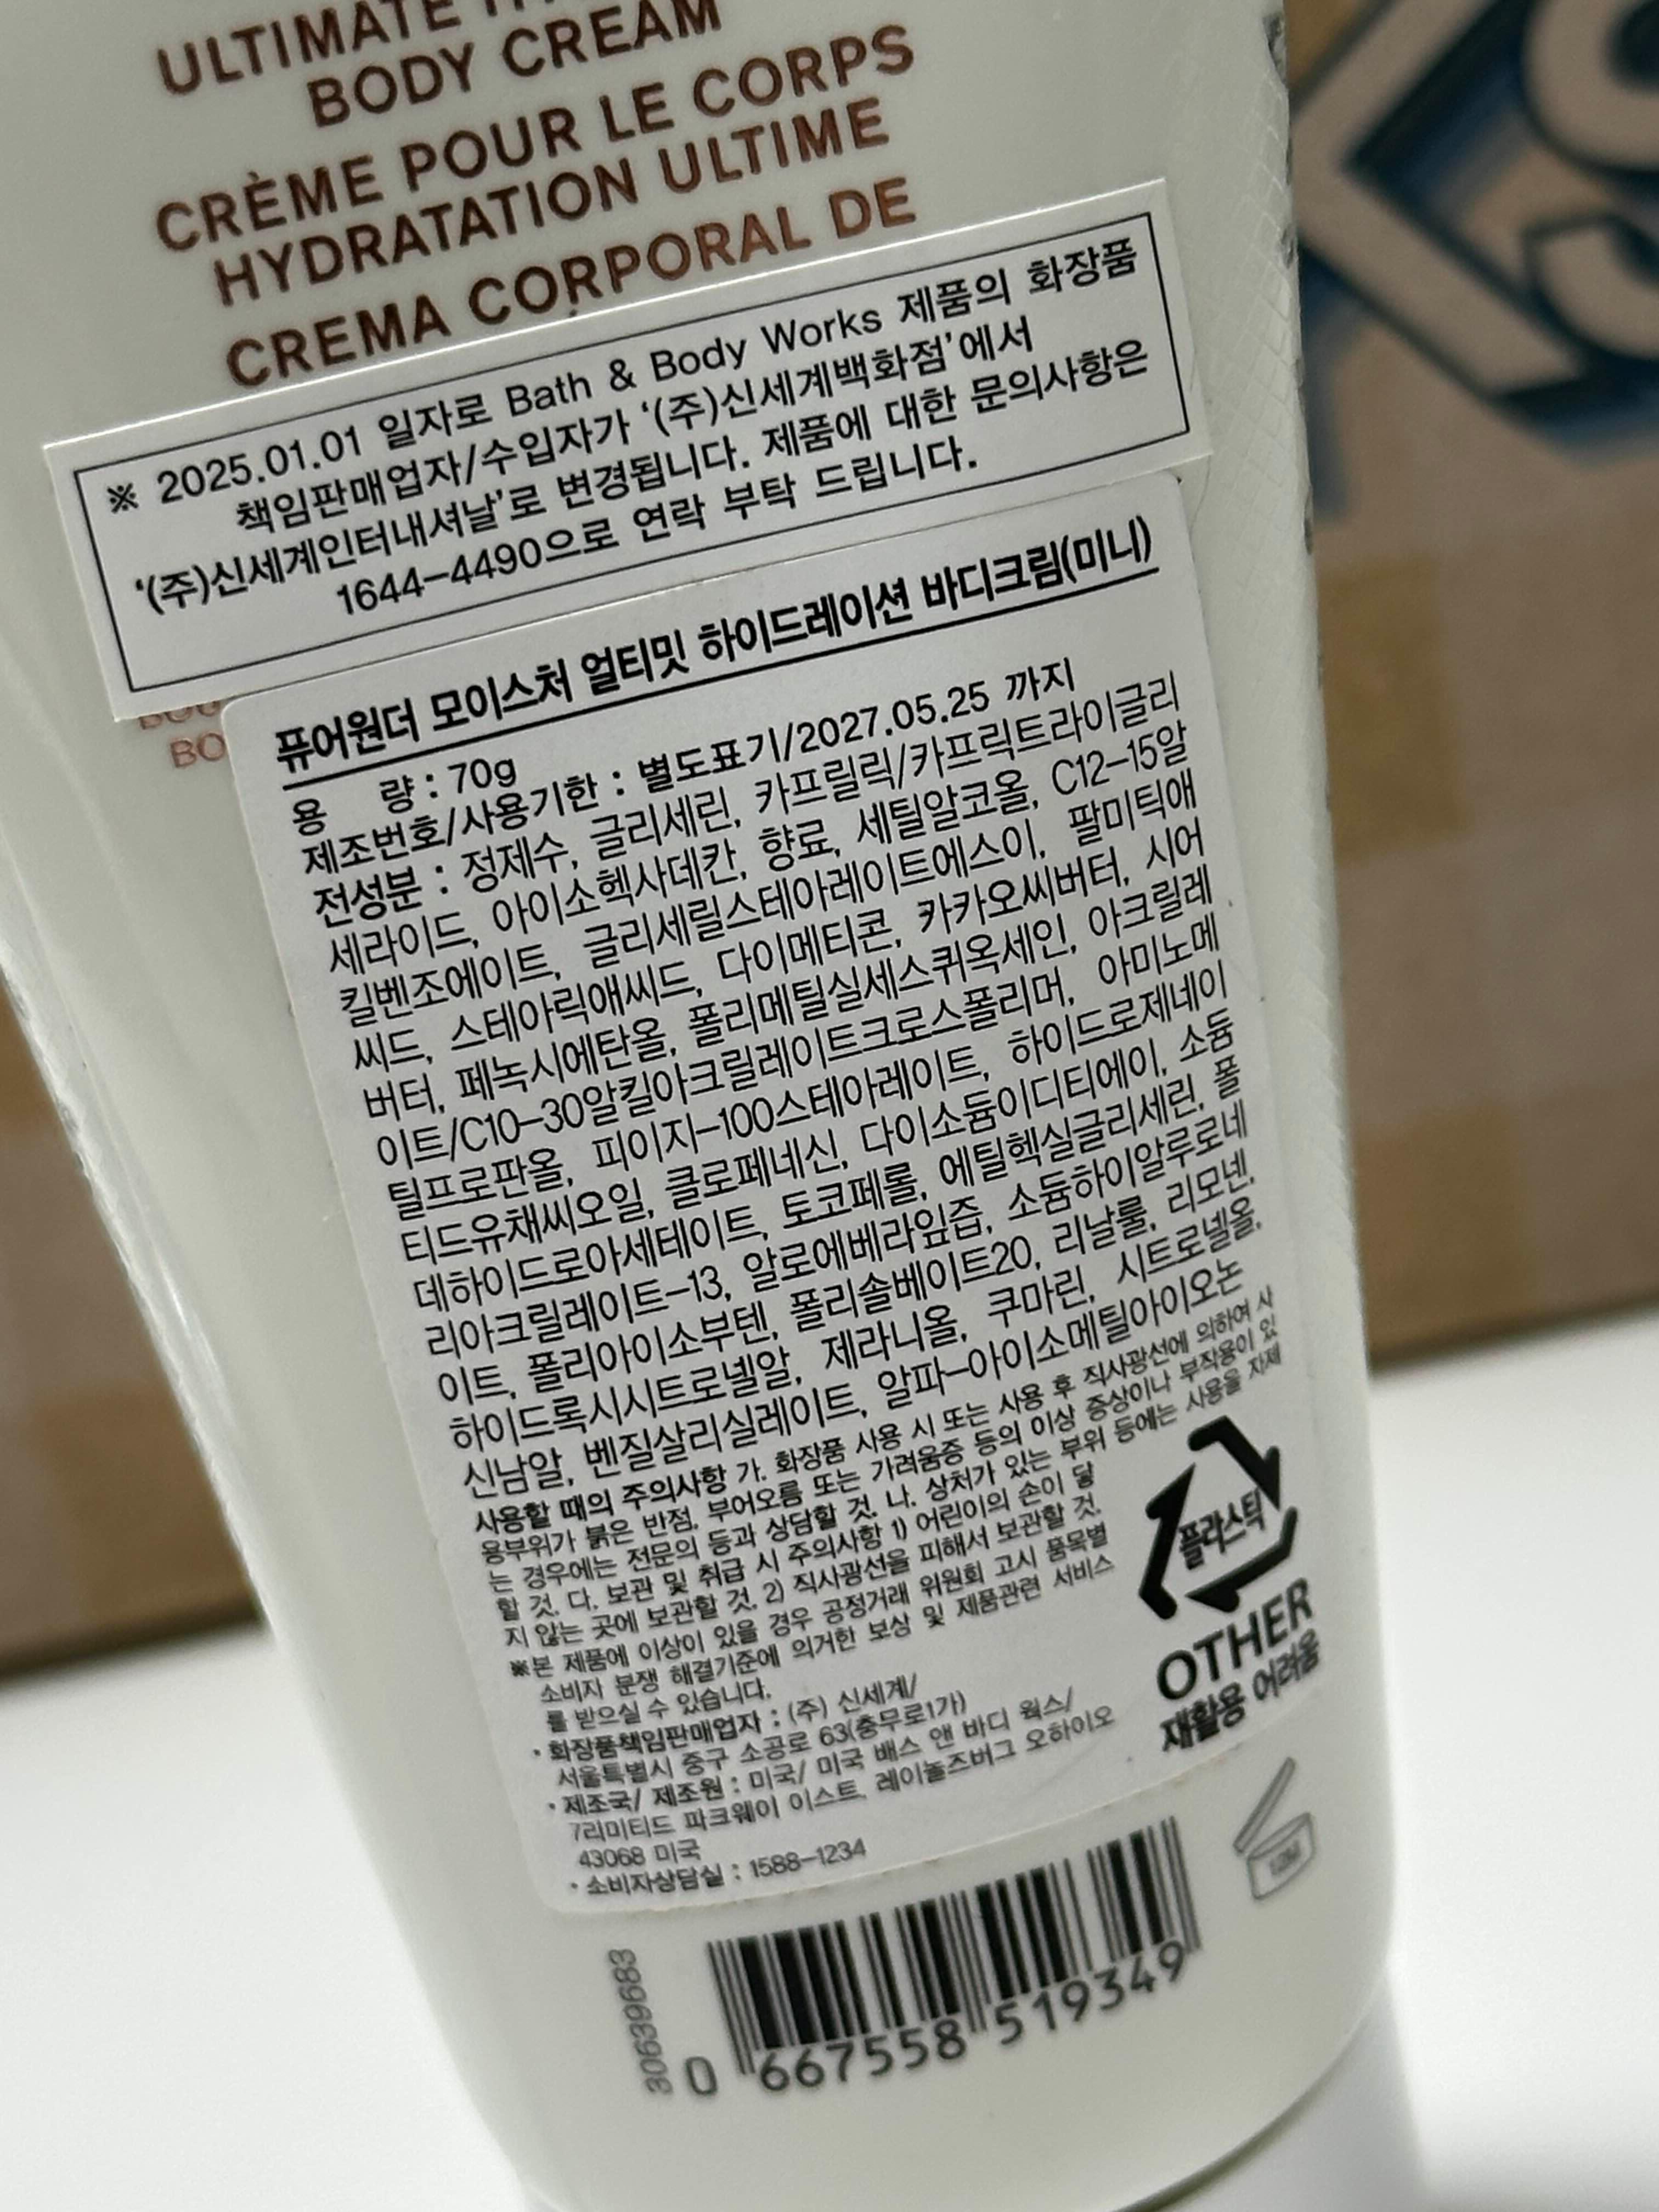 ULTIMATE
BODY CREAM
CRÈME POUR LE CORPS
HYDRATATION ULTIME
CREMA CORPORAL DE
※ 2025.01.01 일자로 Bath & Body Works 제품의 화장품
책임판매업자/수입자가 ‘(주)신세계백화점’에서
‘(주)신세계인터내셔날’로 변경됩니다. 제품에 대한 문의사항은
1644-4490으로 연락 부탁 드립니다.
BO
퓨어원더 모이스처 얼티밋 하이드레이션 바디크림(미니)
용 량 : 70g
제조번호/사용기한 : 별도표기/2027.05.25 까지
전성분 : 정제수, 글리세린, 카프릴릭/카프릭트라이글리
세라이드, 아이소헥사데칸, 향료, 세틸알코올, C12-15알
킬벤조에이트, 글리세릴스테아레이트에스이, 팔미틱애
씨드, 스테아릭애씨드, 다이메티콘, 카카오씨버터, 시어
버터, 페녹시에탄올, 폴리메틸실세스퀴옥세인, 아크릴레
이트/C10-30알킬아크릴레이트크로스폴리머, 아미노메
틸프로판올, 피이지-100스테아레이트, 하이드로제네이
티드유채씨오일, 클로페네신, 다이소듐이디티에이, 소듐
데하이드로아세테이트, 토코페롤, 에틸헥실글리세린, 폴
리아크릴레이트-13, 알로에베라잎즙, 소듐하이알루로네
이트, 폴리아이소부텐, 폴리솔베이트20, 리날룰, 리모넨,
하이드록시시트로넬알, 제라니올, 쿠마린, 시트로넬올,
신남알, 벤질살리실레이트, 알파-아이소메틸아이오논
사용할 때의 주의사항 가. 화장품 사용 시 또는 사용 후 직사광선에 의하여 사
용부위가 붉은 반점, 부어오름 또는 가려움증 등의 이상 증상이나 부작용이 있
는 경우에는 전문의 등과 상담할 것. 나. 상처가 있는 부위 등에는 사용을 자제
할 것. 다. 보관 및 취급 시 주의사항 1) 어린이의 손이 닿
지 않는 곳에 보관할 것. 2) 직사광선을 피해서 보관할 것.
※본 제품에 이상이 있을 경우 공정거래 위원회 고시 품목별
소비자 분쟁 해결기준에 의거한 보상 및 제품관련 서비스
를 받으실 수 있습니다.
· 화장품책임판매업자 : (주) 신세계/
서울특별시 중구 소공로 63(충무로1가)
· 제조국/ 제조원 : 미국/ 미국 배스 앤 바디 웍스/
7리미티드 파크웨이 이스트, 레이놀즈버그 오하이오
43068 미국
· 소비자상담실 : 1588-1234
플라스틱
OTHER
재활용 어려움
12M
30639683
0 667558 519349